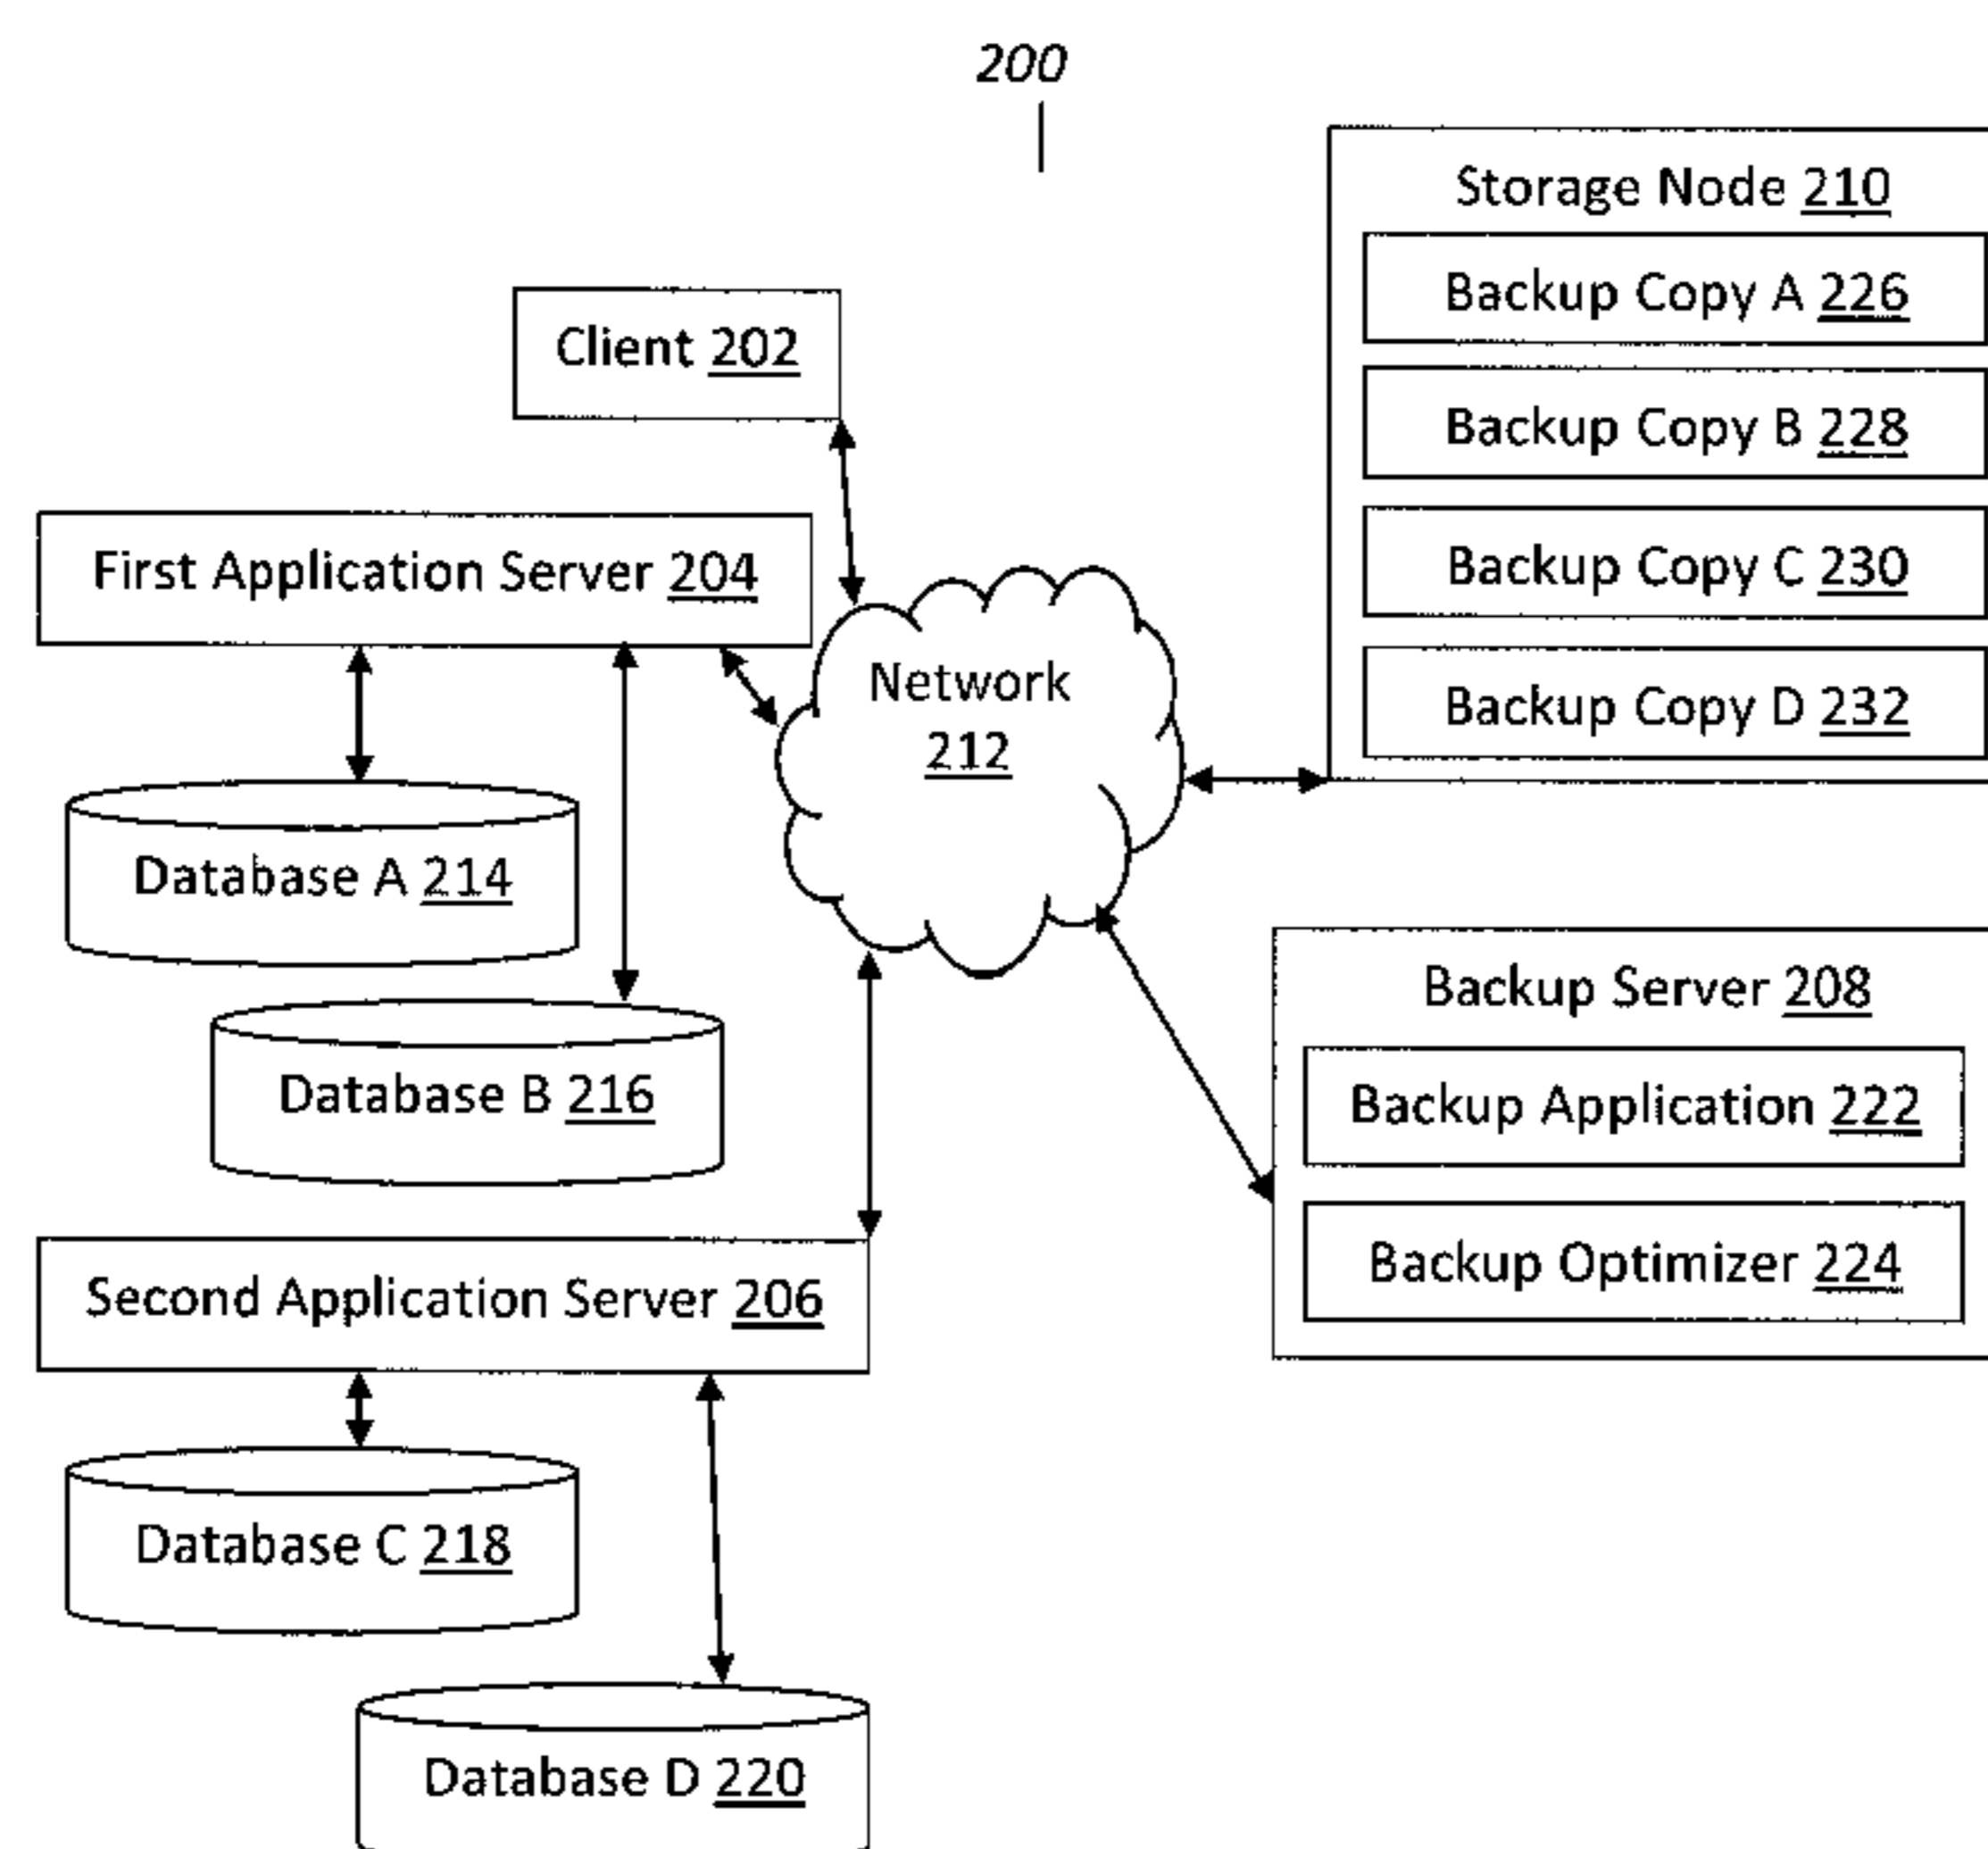 200
Storage Node 210
Backup Copy A 226
Backup Copy B 228
Backup Copy C 230
Backup Copy D 232
Client 202
First Application Server 204
Network
212
Database A 214
Database B 216
Backup Server 208
Backup Application 222
Backup Optimizer 224
Second Application Server 206
Database C 218
Database D 220